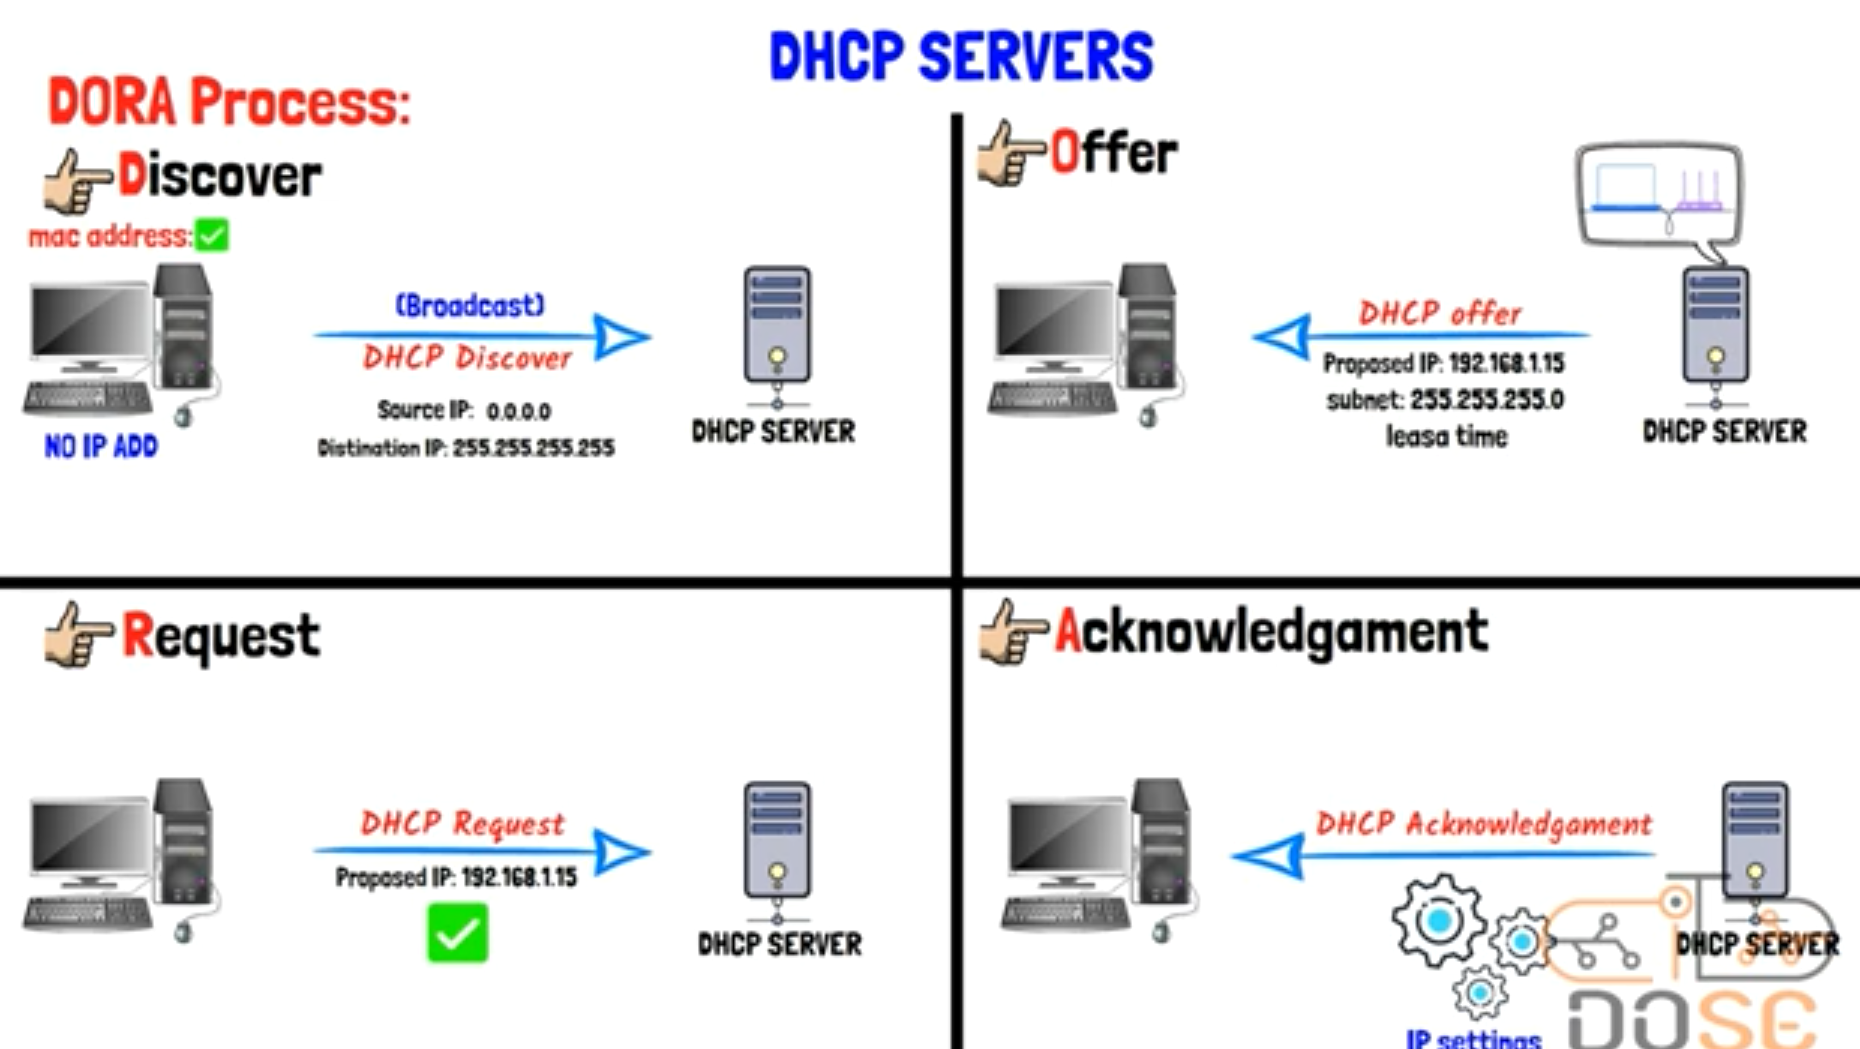 DHCP SERVERS
DORA Process:
Discover
mac address:
(Broadcast)
DHCP Discover
Source IP: 0.0.0.0
Distination IP: 255.255.255.255
NO IP ADD
DHCP SERVER
Offer
DHCP offer
Proposed IP: 192.168.1.15
subnet: 255.255.255.0
leasa time
DHCP SERVER
Request
DHCP Request
Proposed IP: 192.168.1.15
DHCP SERVER
Acknowledgament
DHCP Acknowledgament
DHCP SERVER
IP settings
DOSE